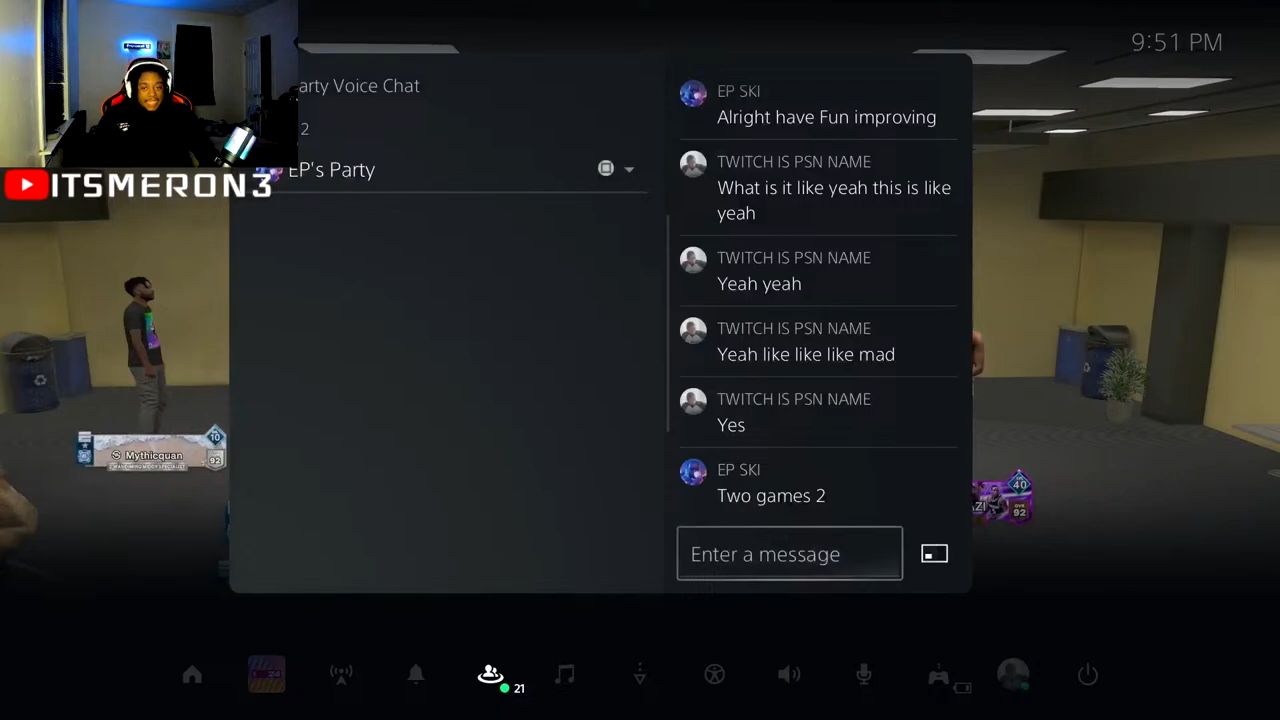 9:51 PM
arty Voice Chat
2
EP's Party
ITSMERON3
EP SKI
Alright have Fun improving
TWITCH IS PSN NAME
What is it like yeah this is like
yeah
TWITCH IS PSN NAME
Yeah yeah
TWITCH IS PSN NAME
Yeah like like like mad
TWITCH IS PSN NAME
Yes
EP SKI
Two games 2
Enter a message
10
Mythicquan
92
40
92
24
21